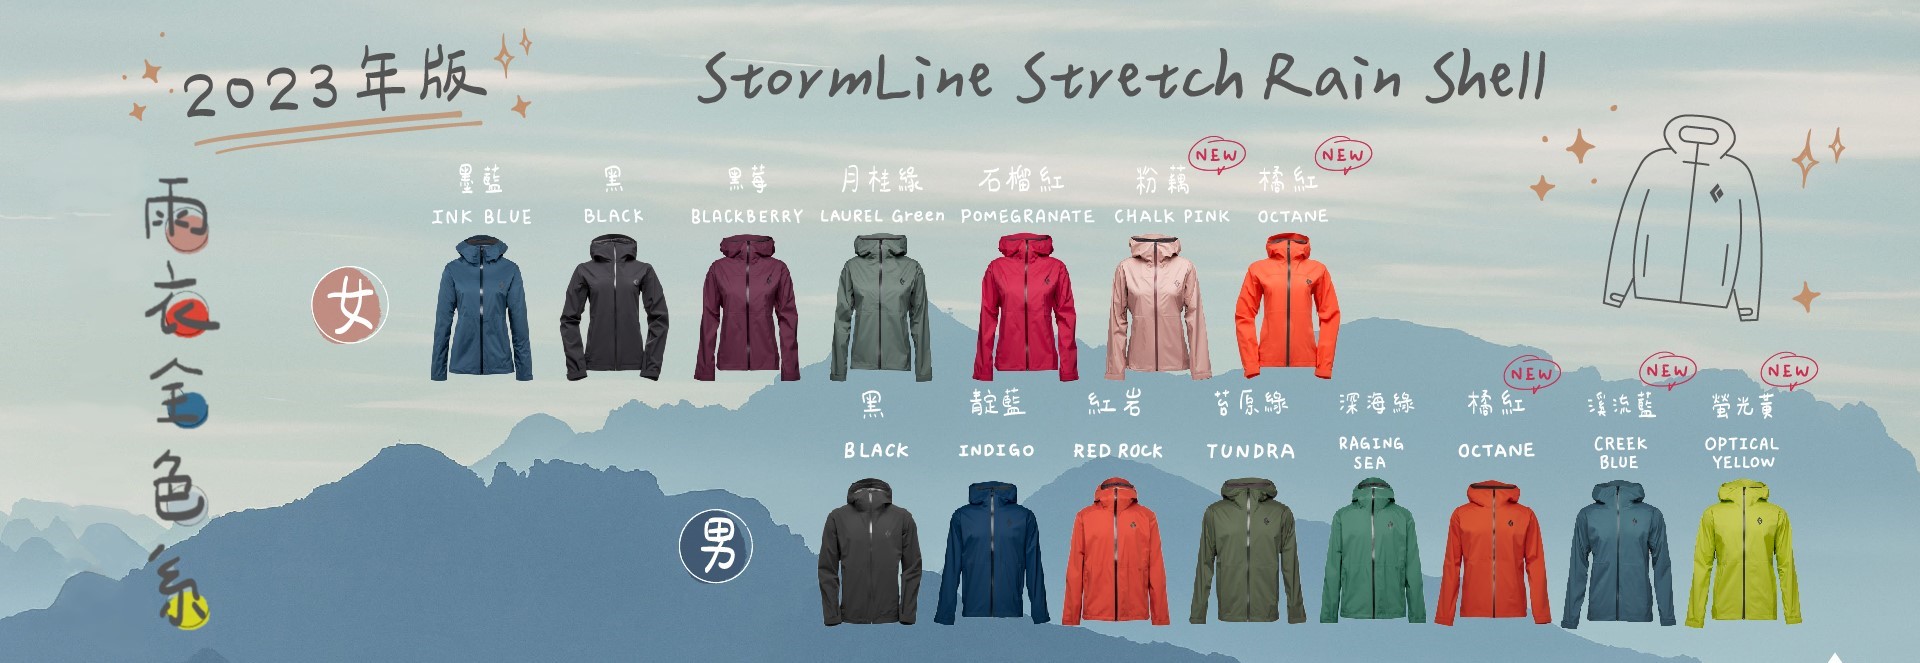 2023年版
StormLine Stretch Rain Shell
雨衣全色系
女
NEW NEW
墨藍 黑 黑莓 月桂綠 石榴紅 粉藕 橘紅
INK BLUE BLACK BLACKBERRY LAUREL Green POMEGRANATE CHALK PINK OCTANE
男
NEW NEW NEW
黑 靛藍 紅岩 苔原綠 深海綠 橘紅 溪流藍 螢光黃
BLACK INDIGO RED ROCK TUNDRA RAGING SEA OCTANE CREEK BLUE OPTICAL YELLOW